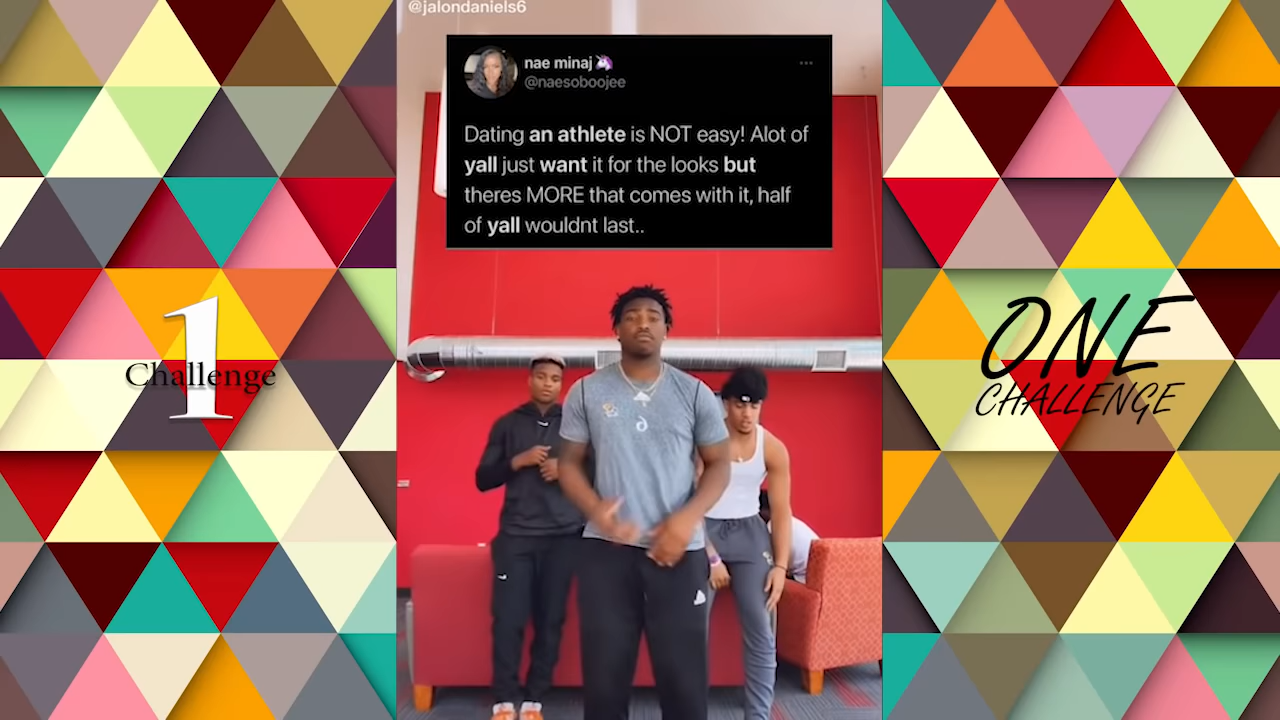 @jalondaniels6
nae minaj🦄
@naesoboojee
Dating an athlete is NOT easy! Alot of
yall just want it for the looks but
theres MORE that comes with it, half
of yall wouldnt last..
1
Challenge
ONE
CHALLENGE